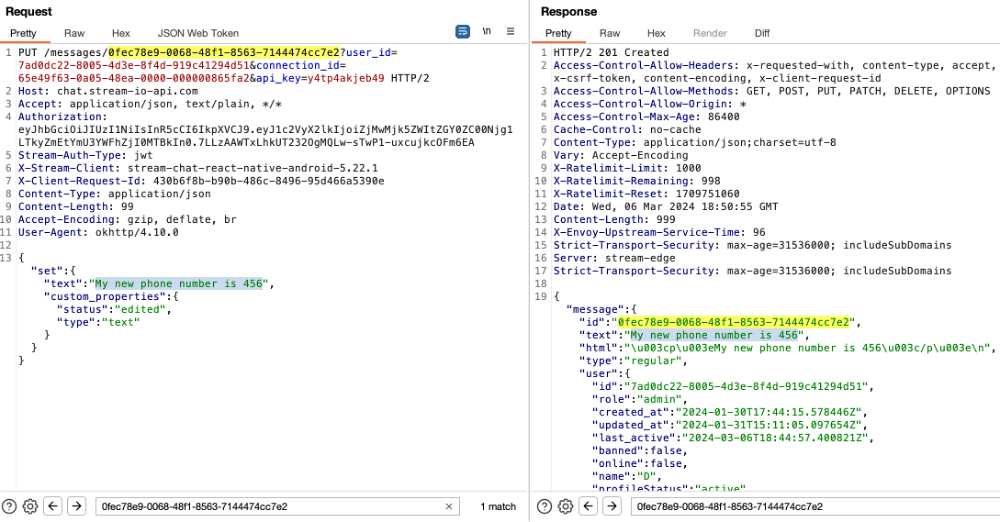 Request
Pretty Raw Hex JSON Web Token \n
1 PUT /messages/0fec78e9-0068-48f1-8563-7144474cc7e2?user_id=
7ad0dc22-8005-4d3e-8f4d-919c41294d51&connection_id=
65e49f63-0a05-48ea-0000-000000865fa2&api_key=y4tp4akjeb49 HTTP/2
2 Host: chat.stream-io-api.com
3 Accept: application/json, text/plain, */*
4 Authorization:
eyJhbGciOiJIUzI1NiIsInR5cCI6IkpXVCJ9.eyJ1c2VyX2lkIjoiZjMwMjk5ZWItZGY0ZC00Njg1
LTkyZmEtYmU3YWFhZjI0MTBkIn0.7LLzAAWTxLhkUT232OgMQLw-sTwP1-uxcujkcOFm6EA
5 Stream-Auth-Type: jwt
6 X-Stream-Client: stream-chat-react-native-android-5.22.1
7 X-Client-Request-Id: 430b6f8b-b90b-486c-8496-95d466a5390e
8 Content-Type: application/json
9 Content-Length: 99
10 Accept-Encoding: gzip, deflate, br
11 User-Agent: okhttp/4.10.0
12
13 {
"set":{
"text":"My new phone number is 456",
"custom_properties":{
"status":"edited",
"type":"text"
}
}
}
0fec78e9-0068-48f1-8563-7144474cc7e2 1 match
Response
Pretty Raw Hex Render Diff
1 HTTP/2 201 Created
2 Access-Control-Allow-Headers: x-requested-with, content-type, accept,
x-csrf-token, content-encoding, x-client-request-id
3 Access-Control-Allow-Methods: GET, POST, PUT, PATCH, DELETE, OPTIONS
4 Access-Control-Allow-Origin: *
5 Access-Control-Max-Age: 86400
6 Cache-Control: no-cache
7 Content-Type: application/json;charset=utf-8
8 Vary: Accept-Encoding
9 X-Ratelimit-Limit: 1000
10 X-Ratelimit-Remaining: 998
11 X-Ratelimit-Reset: 1709751060
12 Date: Wed, 06 Mar 2024 18:50:55 GMT
13 Content-Length: 999
14 X-Envoy-Upstream-Service-Time: 96
15 Strict-Transport-Security: max-age=31536000; includeSubDomains
16 Server: stream-edge
17 Strict-Transport-Security: max-age=31536000; includeSubDomains
18
19 {
"message":{
"id":"0fec78e9-0068-48f1-8563-7144474cc7e2",
"text":"My new phone number is 456",
"html":"\u003cp\u003eMy new phone number is 456\u003c/p\u003e\n",
"type":"regular",
"user":{
"id":"7ad0dc22-8005-4d3e-8f4d-919c41294d51",
"role":"admin",
"created_at":"2024-01-30T17:44:15.578446Z",
"updated_at":"2024-01-31T15:11:05.097654Z",
"last_active":"2024-03-06T18:44:57.400821Z",
"banned":false,
"online":false,
"name":"D",
"profileStatus":"active",
0fec78e9-0068-48f1-8563-7144474cc7e2